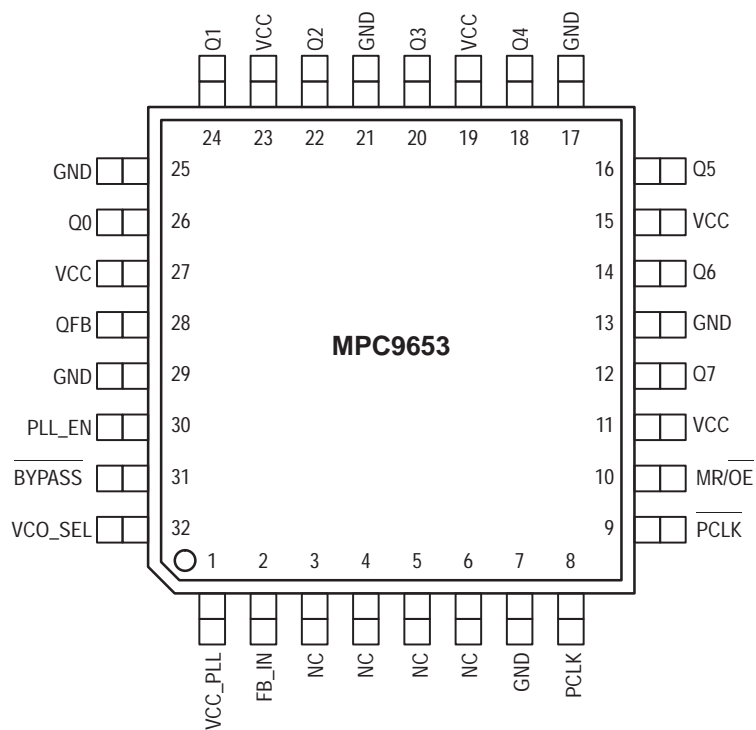 Q1 VCC Q2 GND Q3 VCC Q4 GND
24 23 22 21 20 19 18 17
GND 25 16 Q5
Q0 26 15 VCC
VCC 27 14 Q6
QFB 28 13 GND
MPC9653
GND 29 12 Q7
PLL_EN 30 11 VCC
BYPASS 31 10 MR/OE
VCO_SEL 32 9 PCLK
1 2 3 4 5 6 7 8
VCC_PLL FB_IN NC NC NC NC GND PCLK